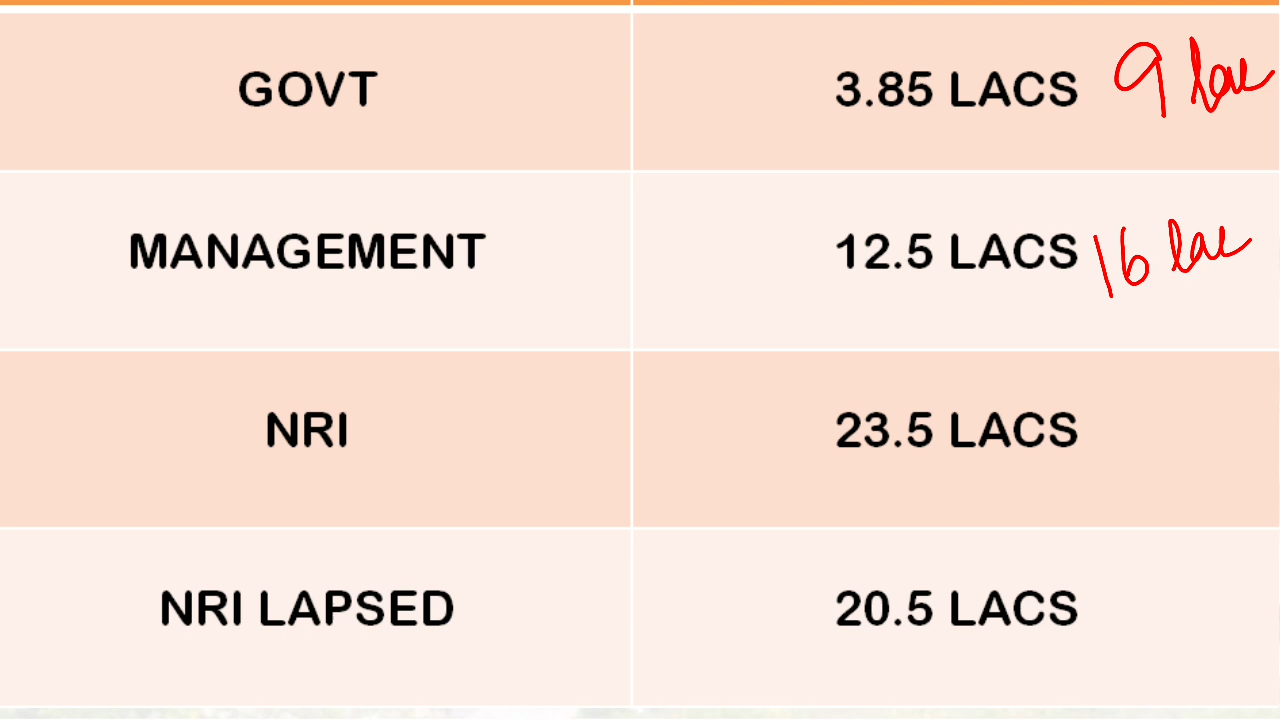 GOVT 3.85 LACS 9 lac
MANAGEMENT 12.5 LACS 16 lac
NRI 23.5 LACS
NRI LAPSED 20.5 LACS